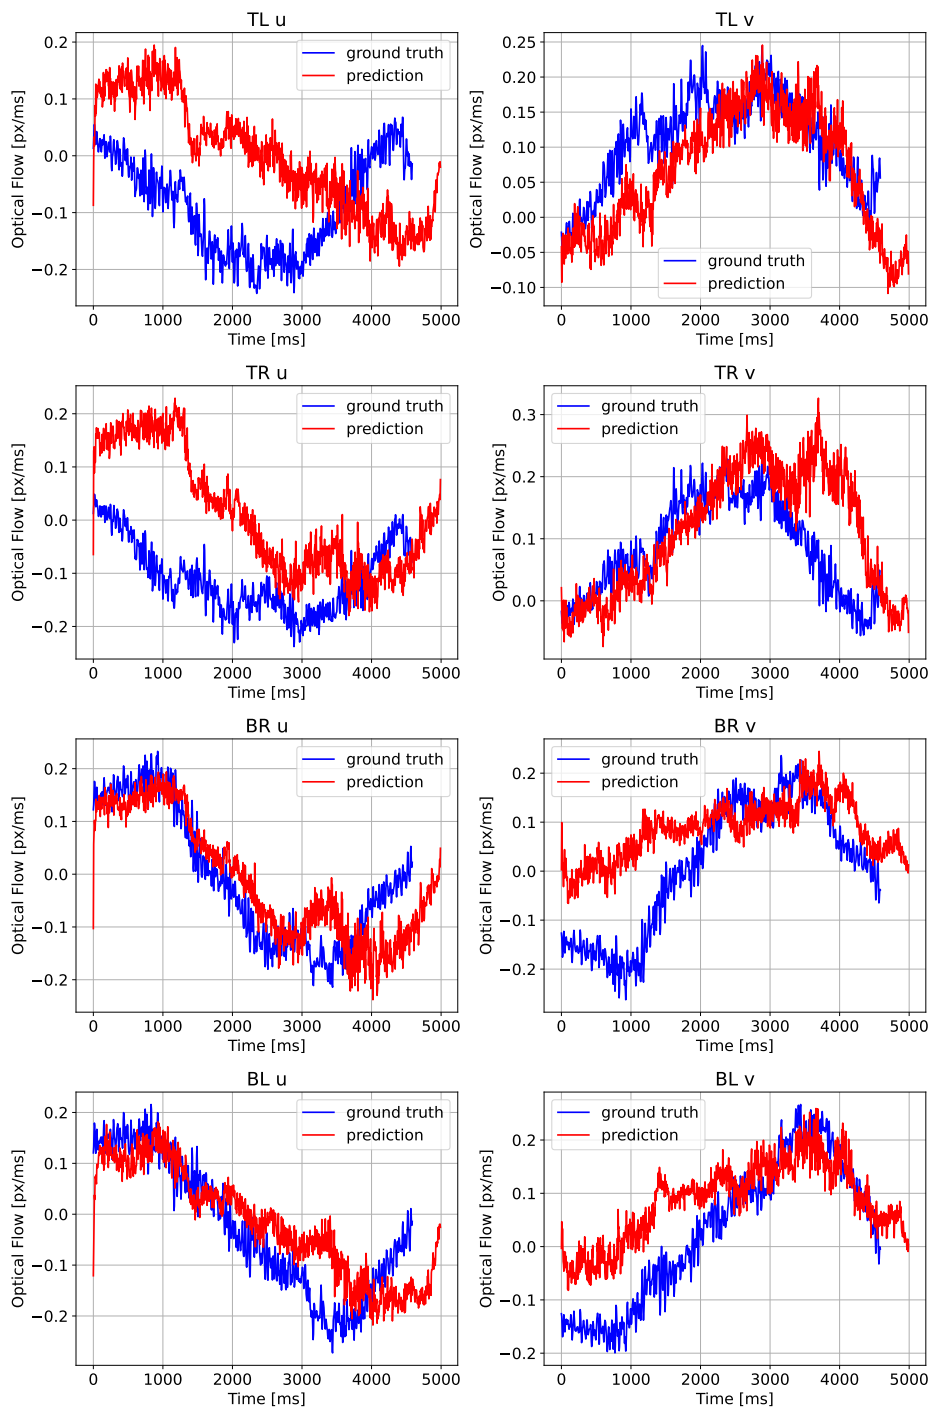 TL u
TL v
Optical Flow [px/ms]
0.2
0.1
0.0
−0.1
−0.2
ground truth
prediction
0 1000 2000 3000 4000 5000
Time [ms]
Optical Flow [px/ms]
0.25
0.20
0.15
0.10
0.05
0.00
−0.05
−0.10
ground truth
prediction
0 1000 2000 3000 4000 5000
Time [ms]
TR u
TR v
Optical Flow [px/ms]
0.2
0.1
0.0
−0.1
−0.2
ground truth
prediction
0 1000 2000 3000 4000 5000
Time [ms]
Optical Flow [px/ms]
0.3
0.2
0.1
0.0
ground truth
prediction
0 1000 2000 3000 4000 5000
Time [ms]
BR u
BR v
Optical Flow [px/ms]
0.2
0.1
0.0
−0.1
−0.2
ground truth
prediction
0 1000 2000 3000 4000 5000
Time [ms]
Optical Flow [px/ms]
0.2
0.1
0.0
−0.1
−0.2
ground truth
prediction
0 1000 2000 3000 4000 5000
Time [ms]
BL u
BL v
Optical Flow [px/ms]
0.2
0.1
0.0
−0.1
−0.2
ground truth
prediction
0 1000 2000 3000 4000 5000
Time [ms]
Optical Flow [px/ms]
0.2
0.1
0.0
−0.1
−0.2
ground truth
prediction
0 1000 2000 3000 4000 5000
Time [ms]